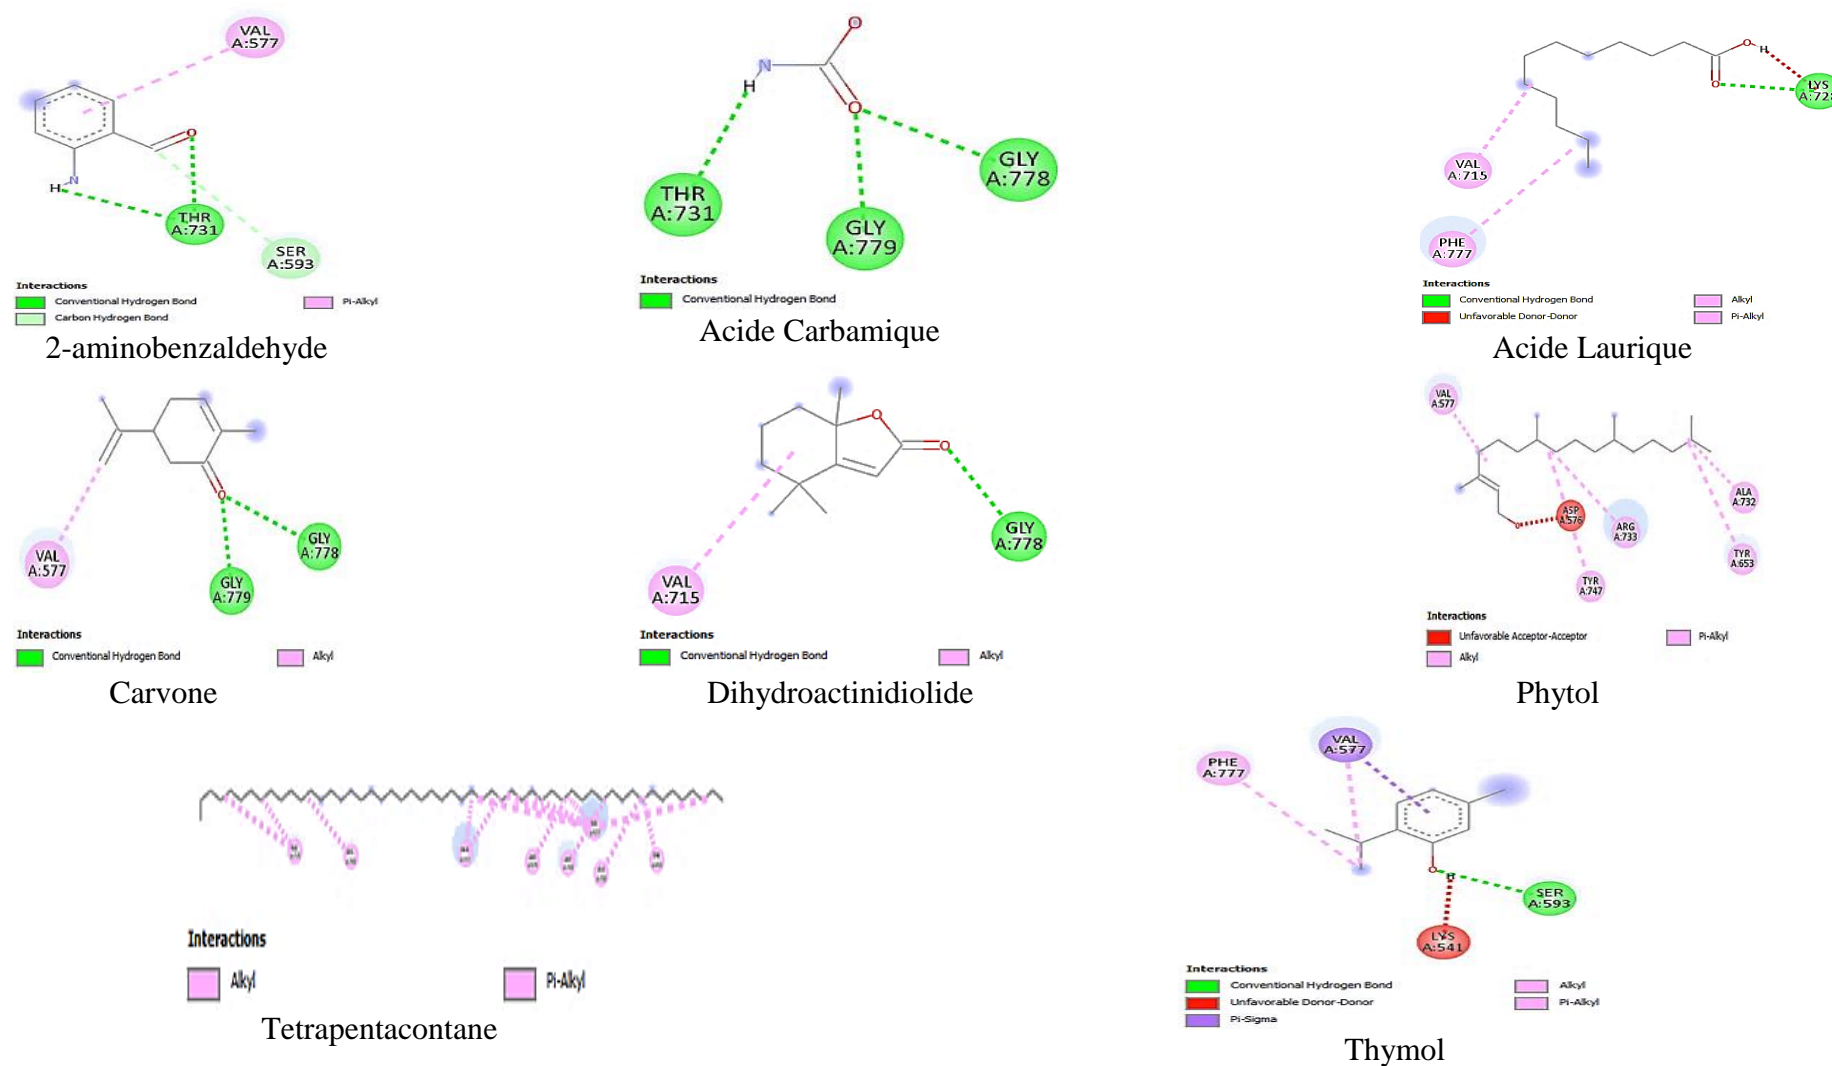 VAL
A:577
O
N
H
THR
A:731
SER
A:593
Interactions
Conventional Hydrogen Bond
Pi-Alkyl
Carbon Hydrogen Bond
2-aminobenzaldehyde
O
N
H
O
THR
A:731
GLY
A:779
GLY
A:778
Interactions
Conventional Hydrogen Bond
Acide Carbamique
O
H
O
LYS
A:728
VAL
A:715
PHE
A:777
Interactions
Conventional Hydrogen Bond
Alkyl
Unfavorable Donor-Donor
Pi-Alkyl
Acide Laurique
O
VAL
A:577
GLY
A:778
GLY
A:779
Interactions
Conventional Hydrogen Bond
Alkyl
Carvone
O
O
GLY
A:778
VAL
A:715
Interactions
Conventional Hydrogen Bond
Alkyl
Dihydroactinidiolide
VAL
A:577
O
ASP
A:576
ARG
A:733
ALA
A:732
TYR
A:653
TYR
A:747
Interactions
Unfavorable Acceptor-Acceptor
Pi-Alkyl
Alkyl
Phytol
Interactions
Alkyl
Pi-Alkyl
Tetrapentacontane
VAL
A:577
PHE
A:777
O
H
SER
A:593
LYS
A:541
Interactions
Conventional Hydrogen Bond
Alkyl
Unfavorable Donor-Donor
Pi-Alkyl
Pi-Sigma
Thymol